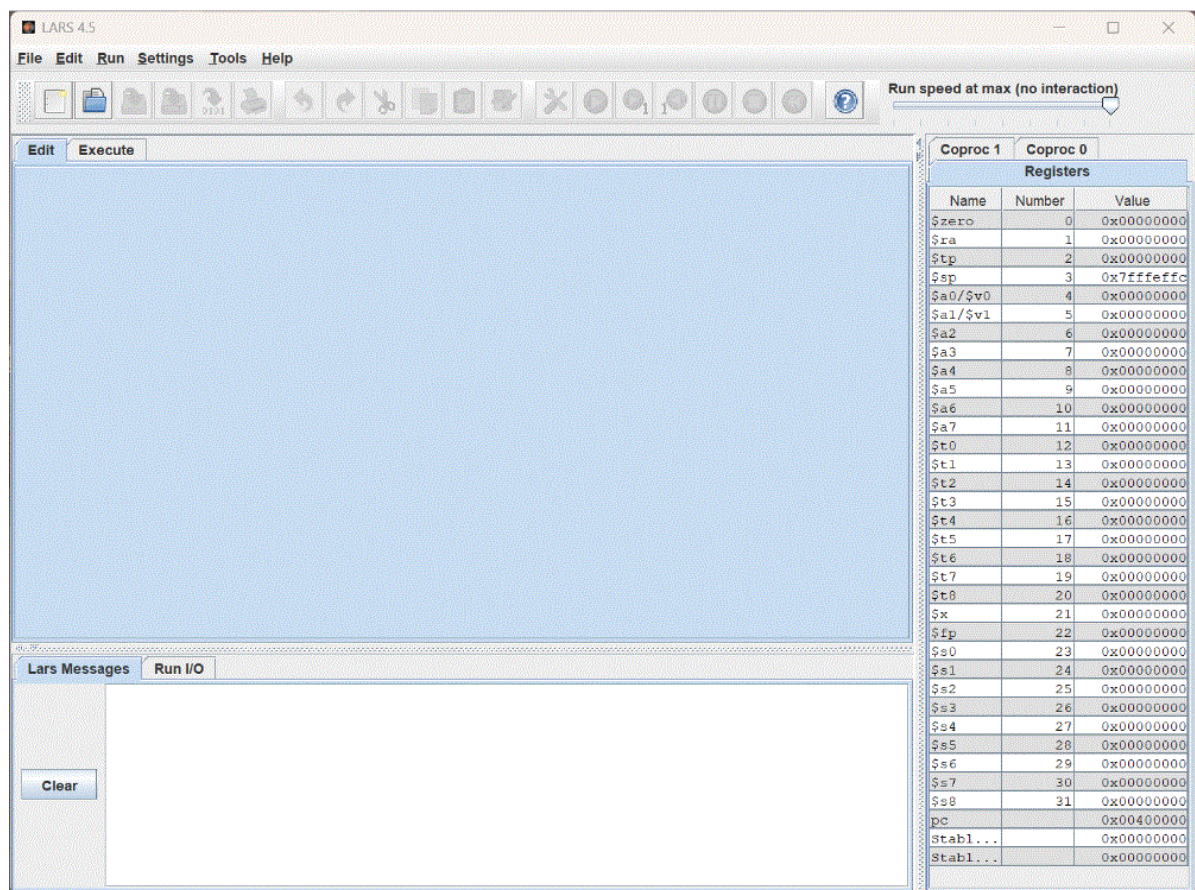 LARS 4.5
File Edit Run Settings Tools Help
Run speed at max (no interaction)
Edit Execute
Coproc 1 Coproc 0
Registers
Name Number Value
$zero 0 0x00000000
$ra 1 0x00000000
$tp 2 0x00000000
$sp 3 0x7fffeffc
$a0/$v0 4 0x00000000
$a1/$v1 5 0x00000000
$a2 6 0x00000000
$a3 7 0x00000000
$a4 8 0x00000000
$a5 9 0x00000000
$a6 10 0x00000000
$a7 11 0x00000000
$t0 12 0x00000000
$t1 13 0x00000000
$t2 14 0x00000000
$t3 15 0x00000000
$t4 16 0x00000000
$t5 17 0x00000000
$t6 18 0x00000000
$t7 19 0x00000000
$t8 20 0x00000000
$x 21 0x00000000
$fp 22 0x00000000
$s0 23 0x00000000
$s1 24 0x00000000
$s2 25 0x00000000
$s3 26 0x00000000
$s4 27 0x00000000
$s5 28 0x00000000
$s6 29 0x00000000
$s7 30 0x00000000
$s8 31 0x00000000
pc 0x00400000
Stabl... 0x00000000
Stabl... 0x00000000
Lars Messages Run I/O
Clear